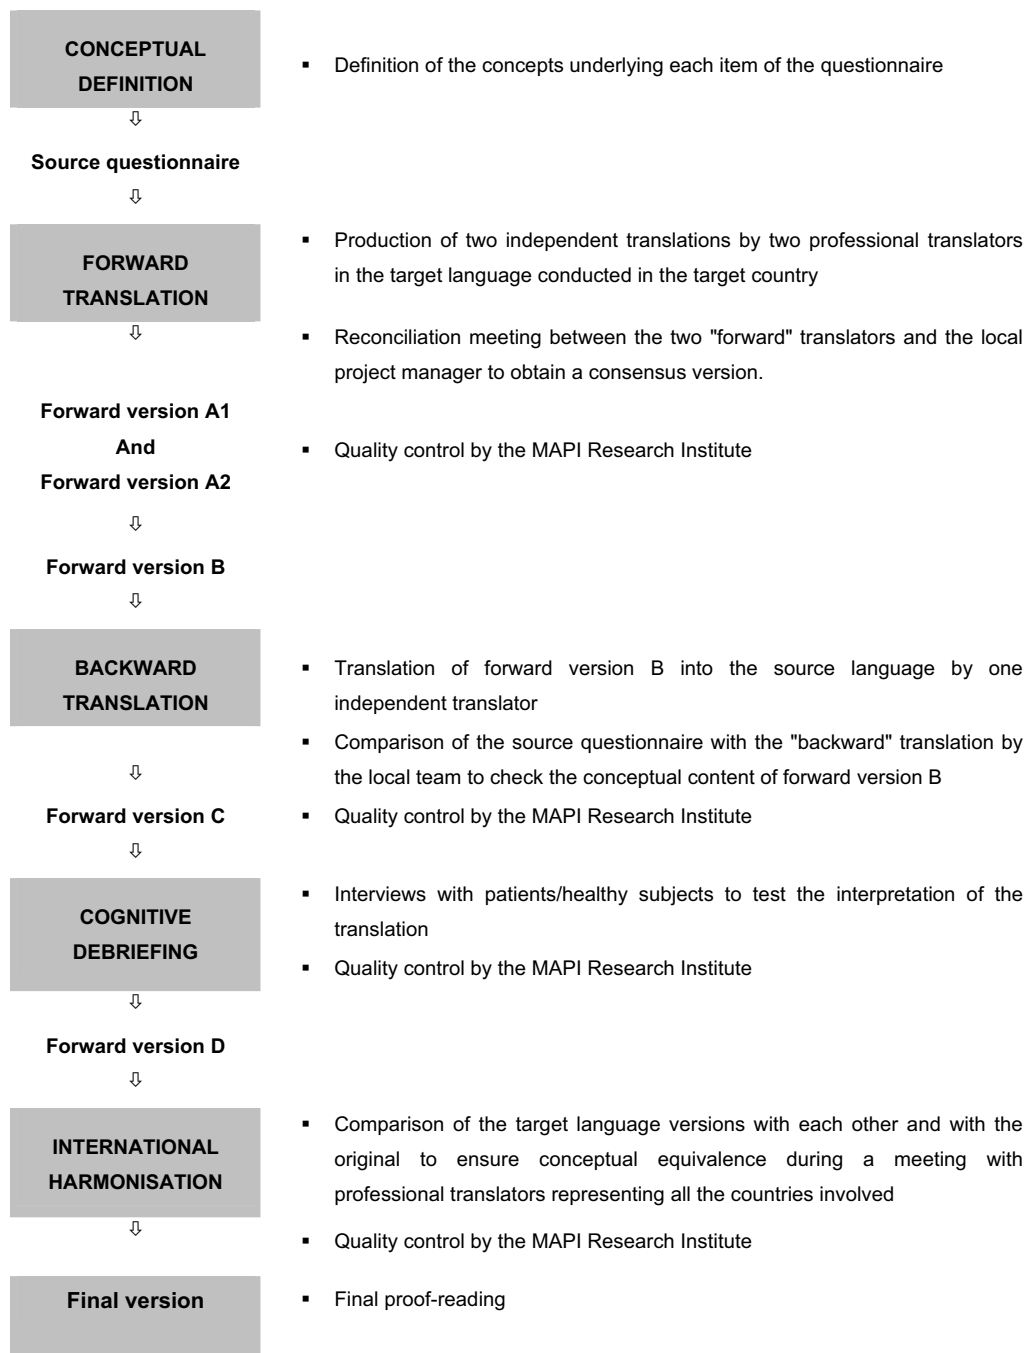 CONCEPTUAL
DEFINITION
▪ Definition of the concepts underlying each item of the questionnaire
⇩
Source questionnaire
⇩
FORWARD
TRANSLATION
▪ Production of two independent translations by two professional translators
in the target language conducted in the target country
⇩
▪ Reconciliation meeting between the two "forward" translators and the local
project manager to obtain a consensus version.
Forward version A1
And
Forward version A2
▪ Quality control by the MAPI Research Institute
⇩
Forward version B
⇩
BACKWARD
TRANSLATION
▪ Translation of forward version B into the source language by one
independent translator
▪ Comparison of the source questionnaire with the "backward" translation by
the local team to check the conceptual content of forward version B
⇩
Forward version C
▪ Quality control by the MAPI Research Institute
⇩
COGNITIVE
DEBRIEFING
▪ Interviews with patients/healthy subjects to test the interpretation of the
translation
▪ Quality control by the MAPI Research Institute
⇩
Forward version D
⇩
INTERNATIONAL
HARMONISATION
▪ Comparison of the target language versions with each other and with the
original to ensure conceptual equivalence during a meeting with
professional translators representing all the countries involved
⇩
▪ Quality control by the MAPI Research Institute
Final version
▪ Final proof-reading